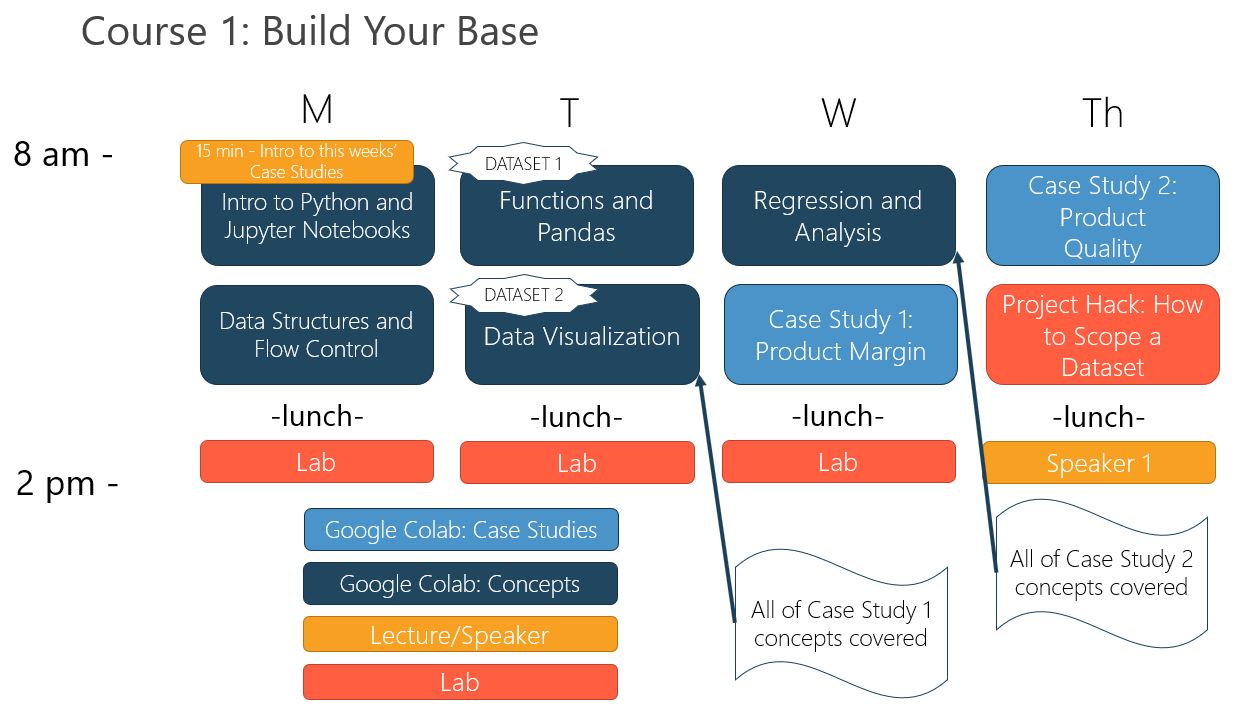 Course 1: Build Your Base
M
T
W
Th
8 am -
15 min - Intro to this weeks'
Case Studies
Intro to Python and
Jupyter Notebooks
DATASET 1
Functions and
Pandas
Regression and
Analysis
Case Study 2:
Product
Quality
Data Structures and
Flow Control
DATASET 2
Data Visualization
Case Study 1:
Product Margin
Project Hack: How
to Scope a
Dataset
-lunch-
-lunch-
-lunch-
-lunch-
Lab
Lab
Lab
Speaker 1
2 pm -
Google Colab: Case Studies
Google Colab: Concepts
Lecture/Speaker
Lab
All of Case Study 1
concepts covered
All of Case Study 2
concepts covered